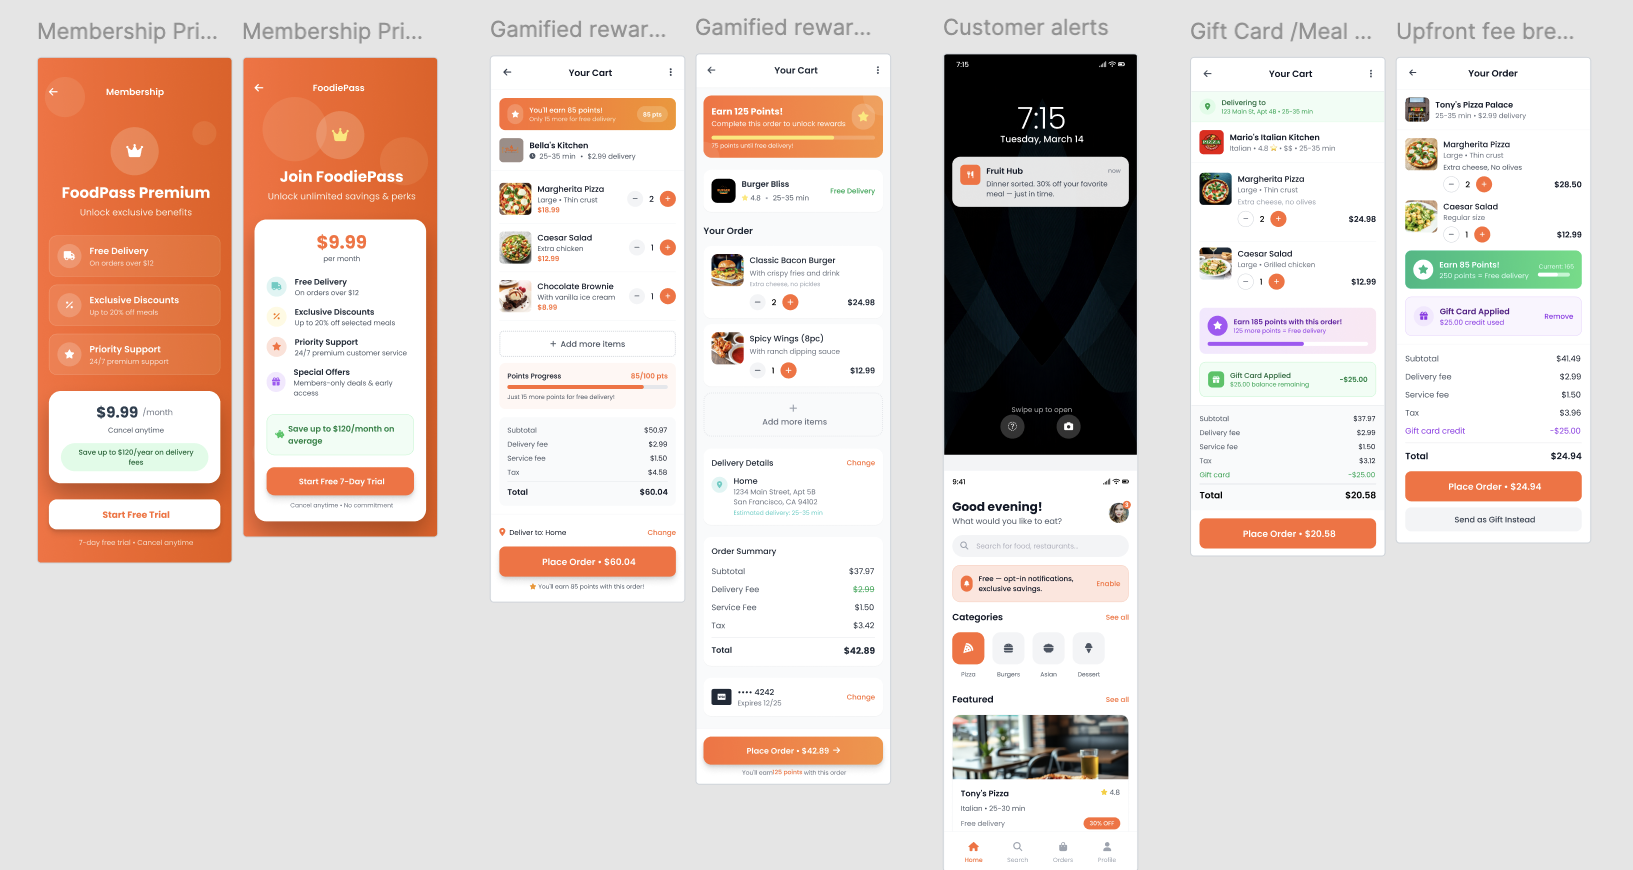 Membership Pri...
Membership
FoodPass Premium
Unlock exclusive benefits
Free Delivery
On orders over $12
Exclusive Discounts
Up to 20% off meals
Priority Support
24/7 premium support
$9.99 /month
Cancel anytime
Save up to $120/year on delivery
fees
Start Free Trial
7-day free trial • Cancel anytime
Membership Pri...
FoodiePass
Join FoodiePass
Unlock unlimited savings & perks
$9.99
per month
Free Delivery
On orders over $12
Exclusive Discounts
Up to 20% off selected meals
Priority Support
24/7 premium customer service
Special Offers
Members-only deals & early
access
Save up to $120/month on
average
Start Free 7-Day Trial
Cancel anytime • No commitment
Gamified rewar...
Your Cart
You'll earn 85 points!
Only 15 more for free delivery
85 pts
Bella's Kitchen
25-35 min • $2.99 delivery
Margherita Pizza
Large • Thin crust
$18.99
2
Caesar Salad
Extra chicken
$12.99
1
Chocolate Brownie
With vanilla ice cream
$8.99
1
+ Add more items
Points Progress 85/100 pts
Just 15 more points for free delivery!
Subtotal $50.97
Delivery fee $2.99
Service fee $1.50
Tax $4.58
Total $60.04
Deliver to: Home Change
Place Order • $60.04
You'll earn 85 points with this order!
Gamified rewar...
Your Cart
Earn 125 Points!
Complete this order to unlock rewards
75 points until free delivery!
Burger Bliss
4.8 • 25-35 min
Free Delivery
Your Order
Classic Bacon Burger
With crispy fries and drink
Extra cheese, no pickles
2 $24.98
Spicy Wings (8pc)
With ranch dipping sauce
1 $12.99
+
Add more items
Delivery Details Change
Home
1234 Main Street, Apt 5B
San Francisco, CA 94102
Estimated delivery: 25-35 min
Order Summary
Subtotal $37.97
Delivery Fee $2.99
Service Fee $1.50
Tax $3.42
Total $42.89
•••• 4242
Expires 12/25
Change
Place Order • $42.89 →
You'll earn125 points with this order
Customer alerts
7:15
7:15
Tuesday, March 14
Fruit Hub now
Dinner sorted. 30% off your favorite
meal — just in time.
Swipe up to open
9:41
Good evening!
What would you like to eat?
Search for food, restaurants...
Free — opt-in notifications,
exclusive savings.
Enable
Categories See all
Pizza Burgers Asian Dessert
Featured See all
Tony's Pizza 4.8
Italian • 25-30 min
Free delivery 30% OFF
Home Search Orders Profile
Gift Card /Meal ...
Your Cart
Delivering to
123 Main St, Apt 4B • 25-35 min
Mario's Italian Kitchen
Italian • 4.8 • $$ • 25-35 min
Margherita Pizza
Large • Thin crust
Extra cheese, no olives
2 $24.98
Caesar Salad
Large • Grilled chicken
1 $12.99
Earn 185 points with this order!
125 more points = Free delivery
Gift Card Applied
$25.00 balance remaining
-$25.00
Subtotal $37.97
Delivery fee $2.99
Service fee $1.50
Tax $3.12
Gift card -$25.00
Total $20.58
Place Order • $20.58
Upfront fee bre...
Your Order
Tony's Pizza Palace
25-35 min • $2.99 delivery
Margherita Pizza
Large • Thin crust
Extra cheese, No olives
2 $28.50
Caesar Salad
Regular size
1 $12.99
Earn 85 Points!
250 points = Free delivery
Current: 165
Gift Card Applied
$25.00 credit used
Remove
Subtotal $41.49
Delivery fee $2.99
Service fee $1.50
Tax $3.96
Gift card credit -$25.00
Total $24.94
Place Order • $24.94
Send as Gift Instead